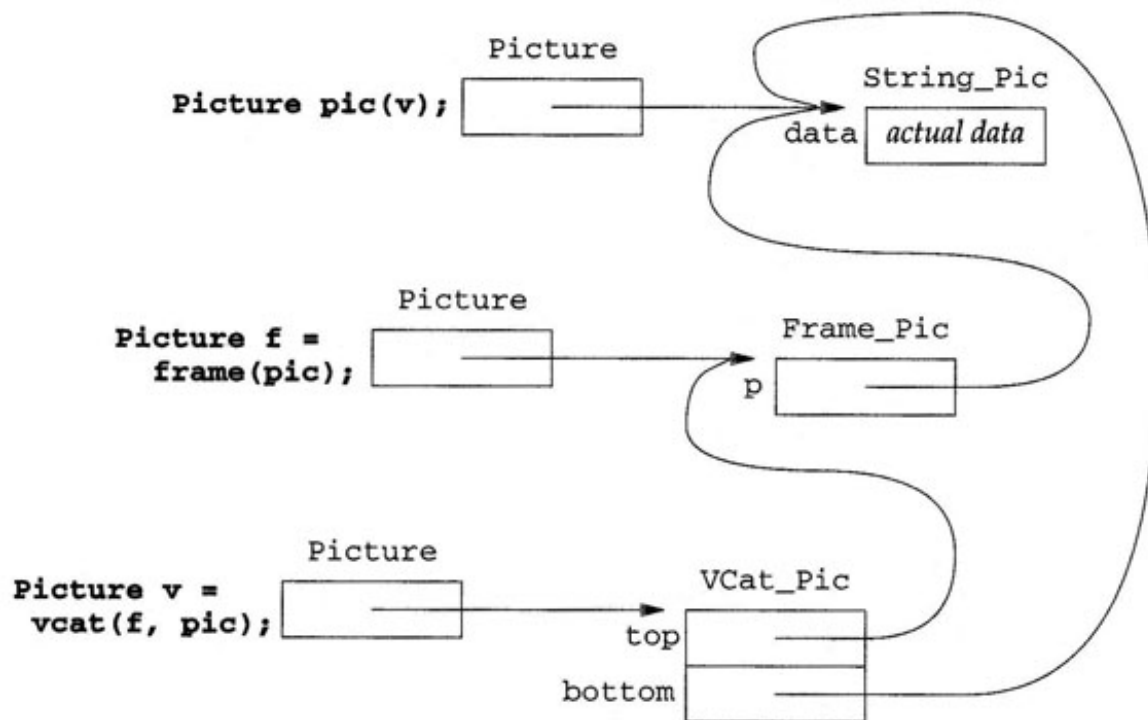 Picture
String_Pic
Picture pic(v);
data
actual data
Picture
Frame_Pic
Picture f =
frame(pic);
p
Picture
VCat_Pic
Picture v =
vcat(f, pic);
top
bottom